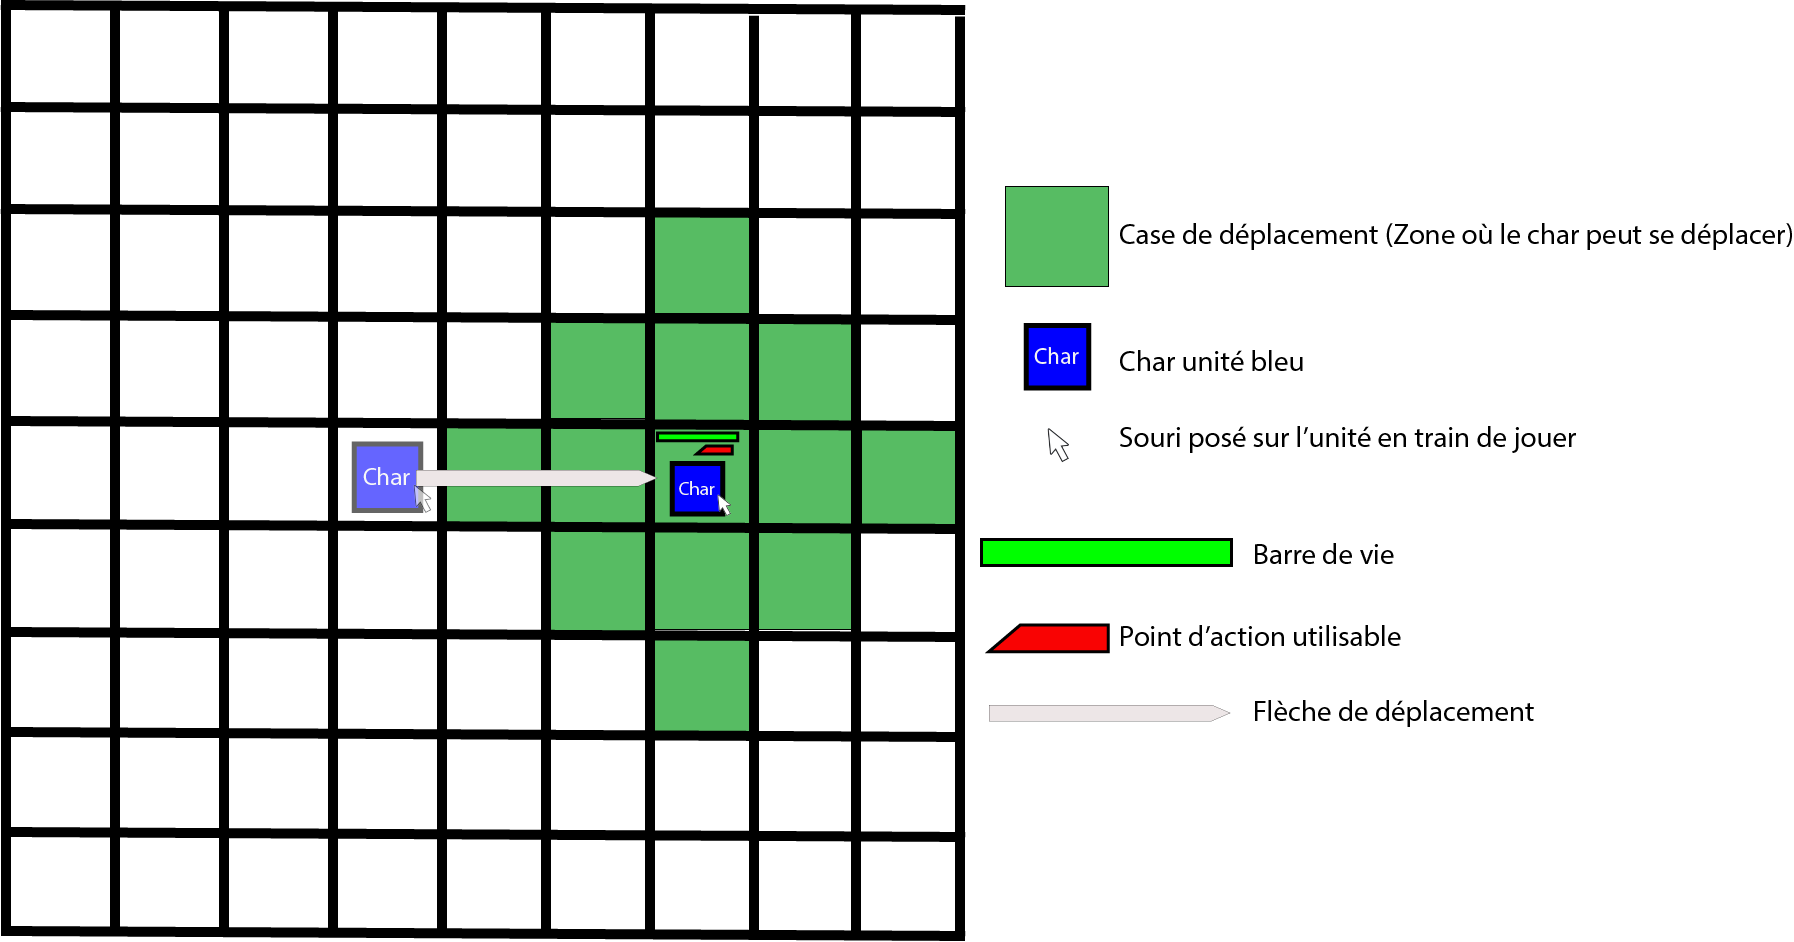 Case de déplacement (Zone où le char peut se déplacer)
Char
Char unité bleu
Souri posé sur l'unité en train de jouer
Char
Char
Barre de vie
Point d'action utilisable
Flèche de déplacement